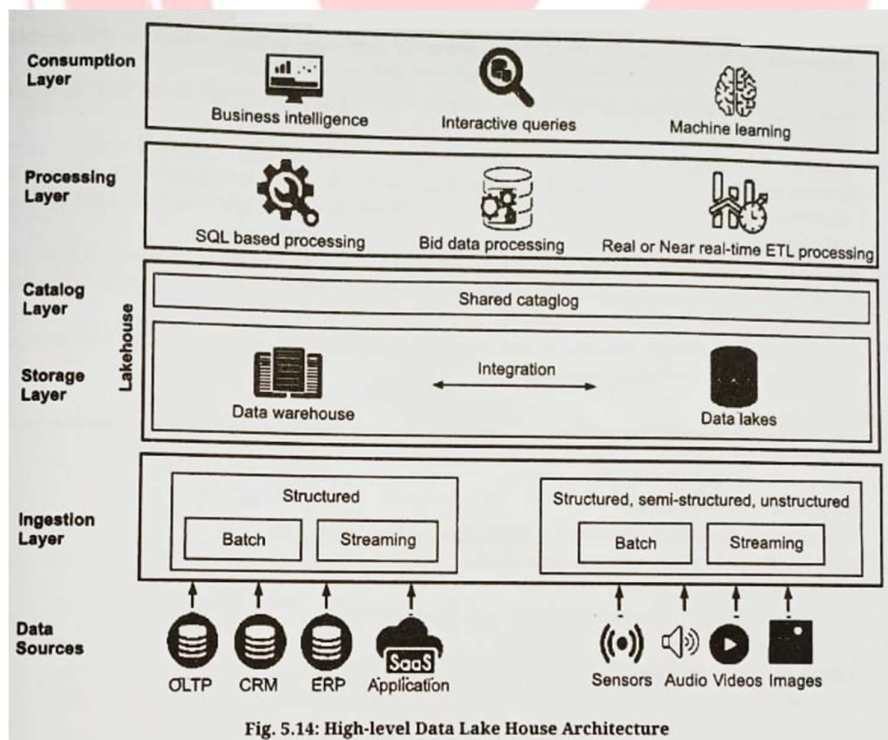 Consumption
Layer
Business intelligence
Interactive queries
Machine learning
Processing
Layer
SQL based processing
Bid data processing
Real or Near real-time ETL processing
Catalog
Layer
Shared cataglog
Lakehouse
Storage
Layer
Data warehouse
Integration
Data lakes
Ingestion
Layer
Structured
Batch
Streaming
Structured, semi-structured, unstructured
Batch
Streaming
Data
Sources
OLTP
CRM
ERP
SaaS
Application
Sensors
Audio
Videos
Images
Fig. 5.14: High-level Data Lake House Architecture